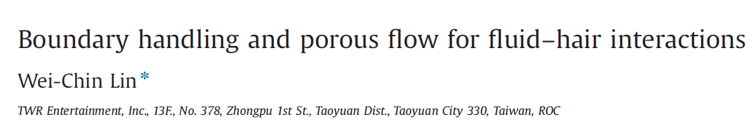 Boundary handling and porous flow for fluid–hair interactions
Wei-Chin Lin*
TWR Entertainment, Inc., 13F., No. 378, Zhongpu 1st St., Taoyuan Dist., Taoyuan City 330, Taiwan, ROC